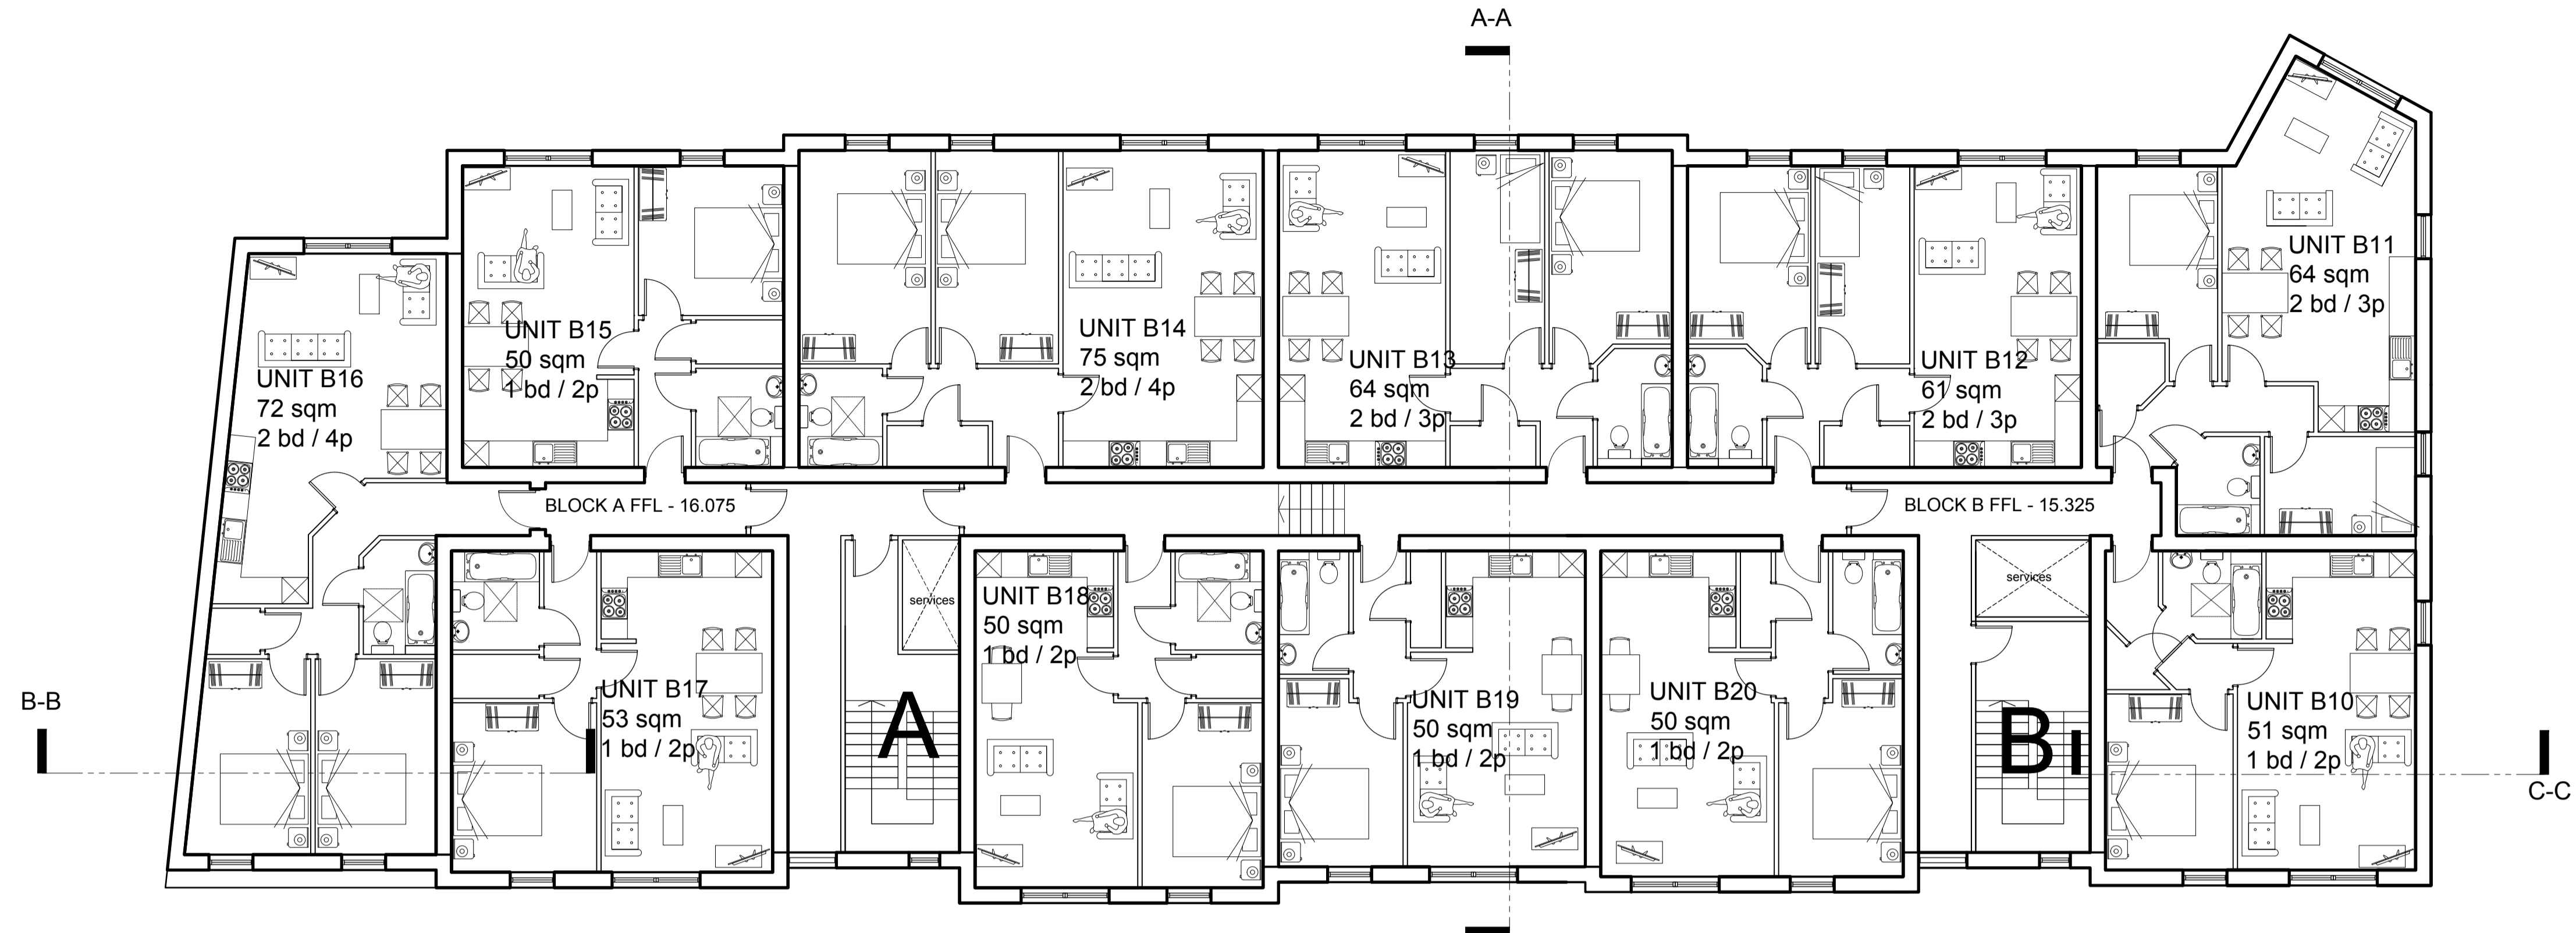 A-A
UNIT B11
64 sqm
2 bd / 3p
UNIT B15
50 sqm
1 bd / 2p
UNIT B14
75 sqm
2 bd / 4p
UNIT B13
64 sqm
2 bd / 3p
UNIT B12
61 sqm
2 bd / 3p
UNIT B16
72 sqm
2 bd / 4p
BLOCK A FFL - 16.075
BLOCK B FFL - 15.325
services
services
UNIT B18
50 sqm
1 bd / 2p
UNIT B17
53 sqm
1 bd / 2p
A
UNIT B19
50 sqm
1 bd / 2p
UNIT B20
50 sqm
1 bd / 2p
B
UNIT B10
51 sqm
1 bd / 2p
B-B
C-C